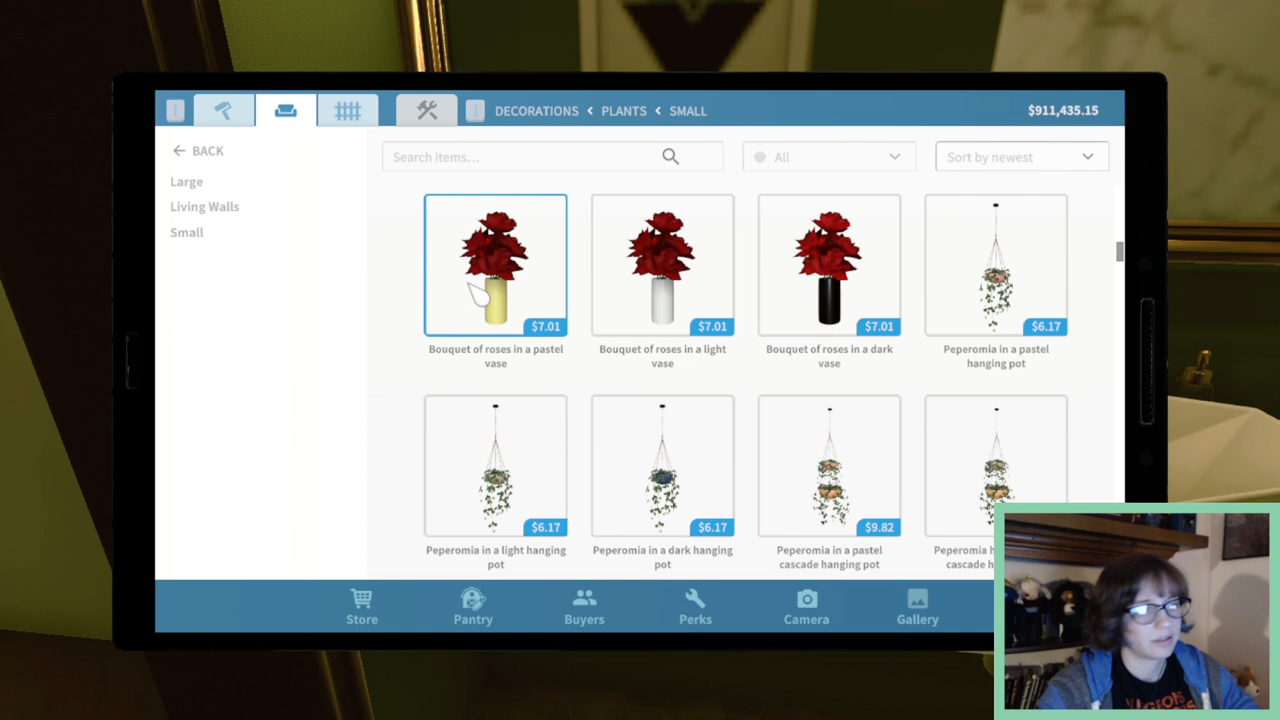 DECORATIONS < PLANTS < SMALL
$911,435.15
BACK
Large
Living Walls
Small
Search items...
All
Sort by newest
$7.01
$7.01
$7.01
$6.17
Bouquet of roses in a pastel
vase
Bouquet of roses in a light
vase
Bouquet of roses in a dark
vase
Peperomia in a pastel
hanging pot
$6.17
$6.17
$9.82
Peperomia in a light hanging
pot
Peperomia in a dark hanging
pot
Peperomia in a pastel
cascade hanging pot
Peperomia
cascade
Store
Pantry
Buyers
Perks
Camera
Gallery